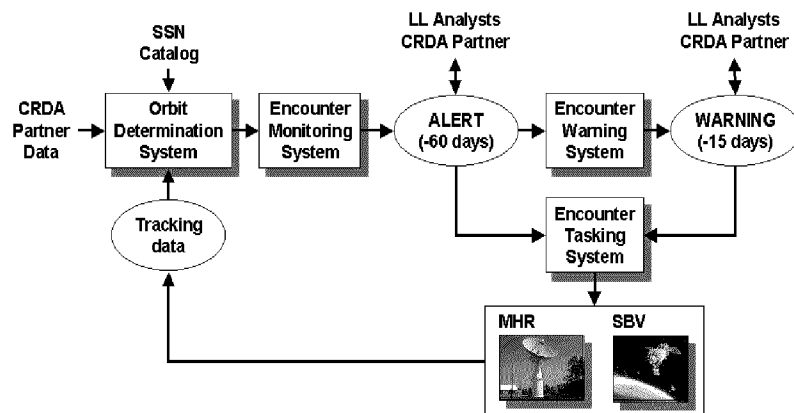 SSN
Catalog
LL Analysts
CRDA Partner
LL Analysts
CRDA Partner
CRDA
Partner
Data
Orbit
Determination
System
Encounter
Monitoring
System
ALERT
(-60 days)
Encounter
Warning
System
WARNING
(-15 days)
Tracking
data
Encounter
Tasking
System
MHR
SBV